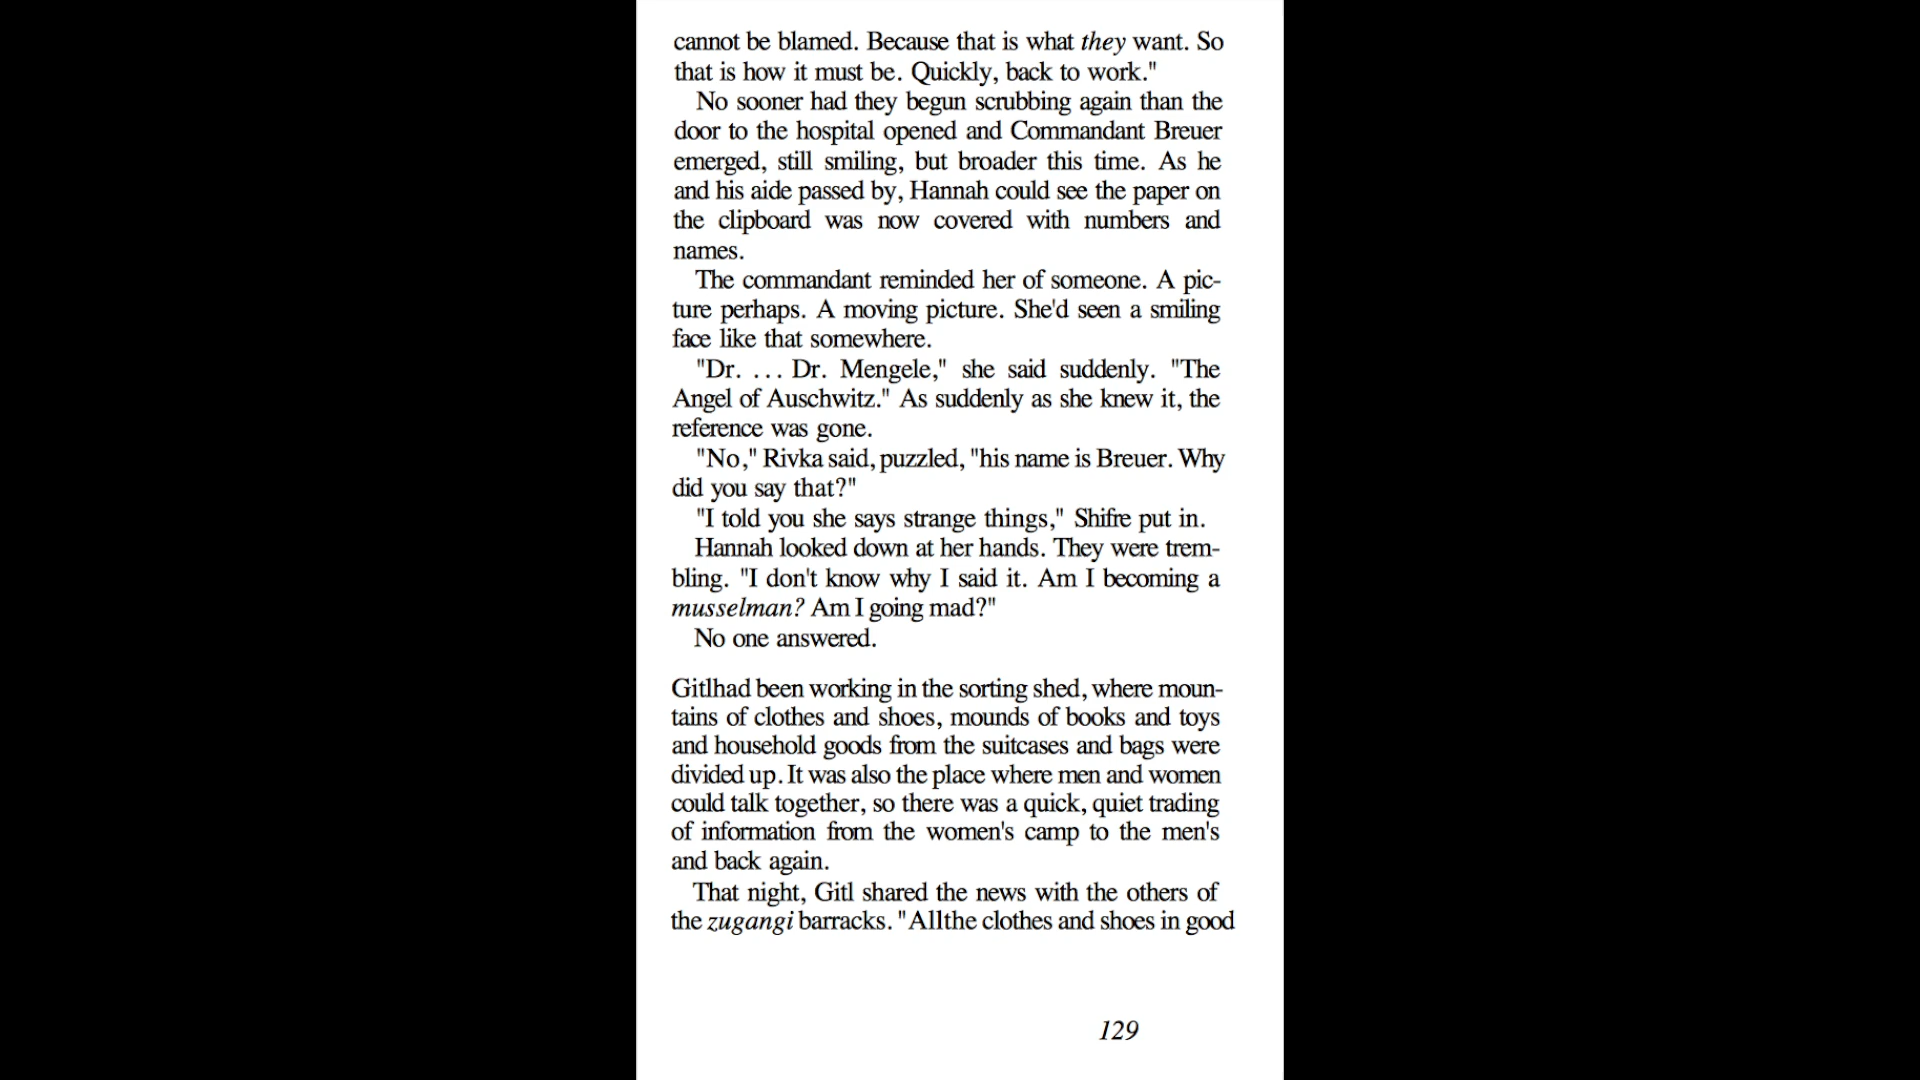 cannot be blamed. Because that is what they want. So
that is how it must be. Quickly, back to work."
No sooner had they begun scrubbing again than the
door to the hospital opened and Commandant Breuer
emerged, still smiling, but broader this time. As he
and his aide passed by, Hannah could see the paper on
the clipboard was now covered with numbers and
names.
The commandant reminded her of someone. A pic-
ture perhaps. A moving picture. She'd seen a smiling
face like that somewhere.
"Dr. ... Dr. Mengele," she said suddenly. "The
Angel of Auschwitz." As suddenly as she knew it, the
reference was gone.
"No," Rivka said, puzzled, "his name is Breuer. Why
did you say that?"
"I told you she says strange things," Shifre put in.
Hannah looked down at her hands. They were trem-
bling. "I don't know why I said it. Am I becoming a
musselman? Am I going mad?"
No one answered.
Gitlhad been working in the sorting shed, where moun-
tains of clothes and shoes, mounds of books and toys
and household goods from the suitcases and bags were
divided up. It was also the place where men and women
could talk together, so there was a quick, quiet trading
of information from the women's camp to the men's
and back again.
That night, Gitl shared the news with the others of
the zugangi barracks. "Allthe clothes and shoes in good
129